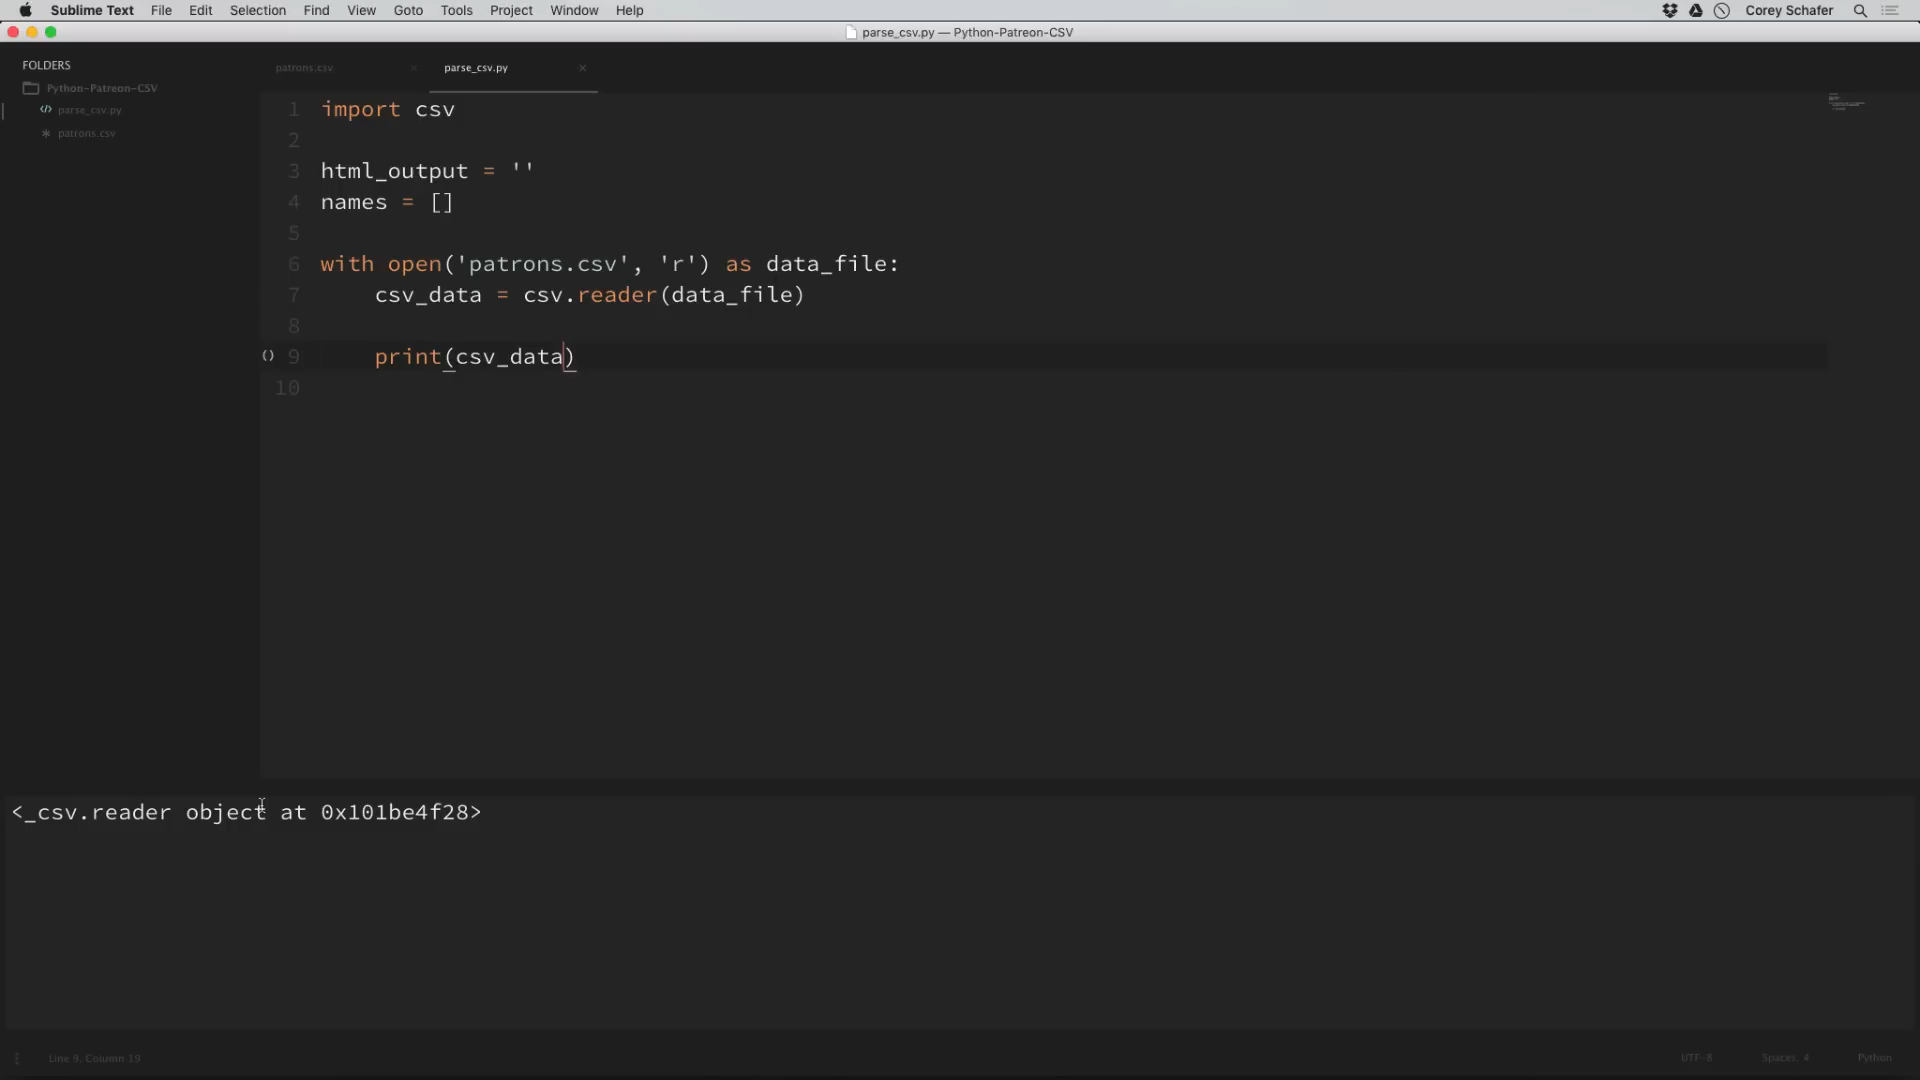 Sublime Text File Edit Selection Find View Goto Tools Project Window Help Corey Schafer
parse_csv.py — Python-Patreon-CSV
FOLDERS
Python-Patreon-CSV
</> parse_csv.py
* patrons.csv
patrons.csv × parse_csv.py ×
1 import csv
2
3 html_output = ''
4 names = []
5
6 with open('patrons.csv', 'r') as data_file:
7     csv_data = csv.reader(data_file)
8
() 9     print(csv_data)
10
<_csv.reader object at 0x101be4f28>
Line 9, Column 19 UTF-8 Spaces: 4 Python